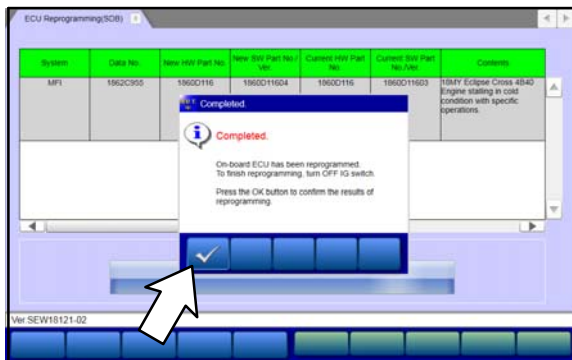 ECU Reprogramming(SDB)
System
Data No.
New HW Part No.
New SW Part No./
Ver.
Current HW Part
No.
Current SW Part
No./Ver.
Contents
MFI
1862C955
1860D116
1860D11604
1860D116
1860D11603
18MY Eclipse Cross 4B40
Engine stalling in cold
condition with specific
operations.
Completed.
Completed.
On-board ECU has been reprogrammed.
To finish reprogramming, turn OFF IG switch.
Press the OK button to confirm the results of
reprogramming.
Ver.SEW18121-02